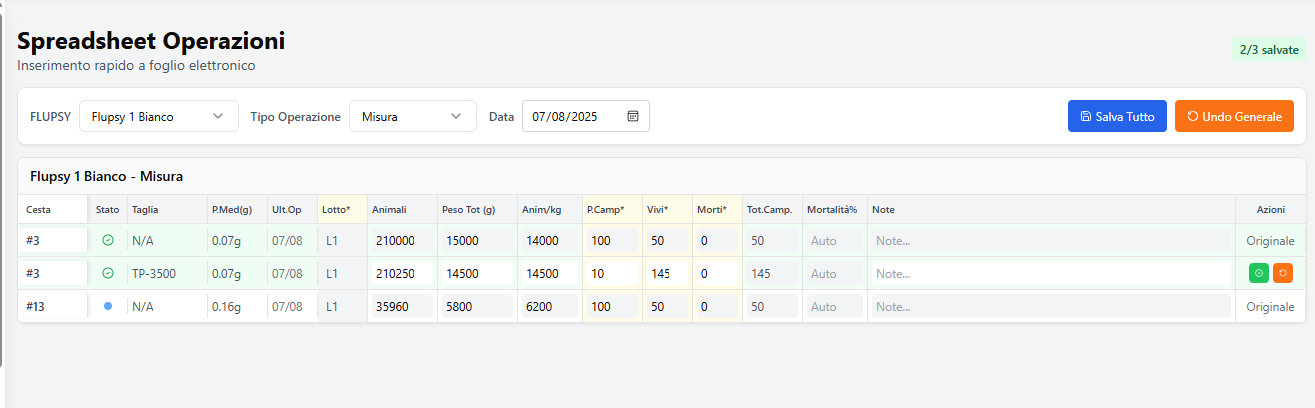 Spreadsheet Operazioni
Inserimento rapido a foglio elettronico
2/3 salvate
FLUPSY Flupsy 1 Bianco Tipo Operazione Misura Data 07/08/2025 Salva Tutto Undo Generale
Flupsy 1 Bianco - Misura
Cesta Stato Taglia P.Med(g) Ult.Op Lotto* Animali Peso Tot (g) Anim/kg P.Camp* Vivi* Morti* Tot.Camp. Mortalità% Note Azioni
#3 N/A 0.07g 07/08 L1 210000 15000 14000 100 50 0 50 Auto Note... Originale
#3 TP-3500 0.07g 07/08 L1 210250 14500 14500 10 145 0 145 Auto Note...
#13 N/A 0.16g 07/08 L1 35960 5800 6200 100 50 0 50 Auto Note... Originale